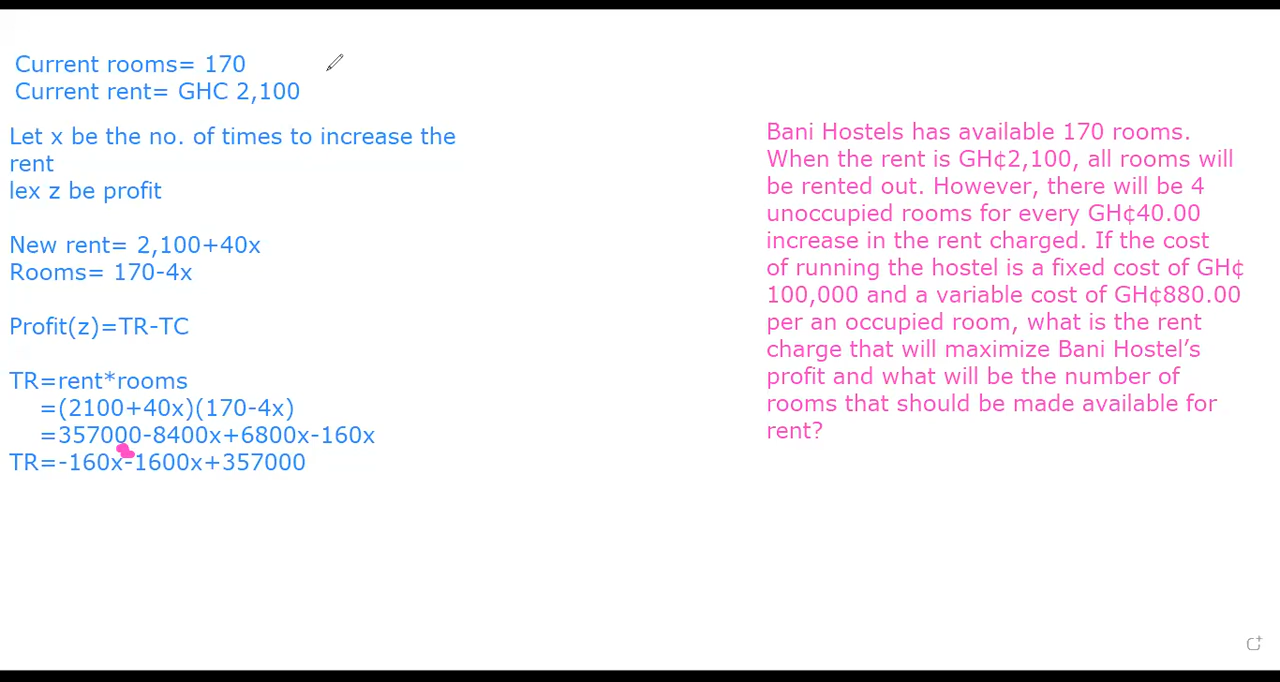 Current rooms= 170
Current rent= GHC 2,100
Let x be the no. of times to increase the
rent
lex z be profit
New rent= 2,100+40x
Rooms= 170-4x
Profit(z)=TR-TC
TR=rent*rooms
=(2100+40x)(170-4x)
=357000-8400x+6800x-160x
TR=-160x-1600x+357000
Bani Hostels has available 170 rooms.
When the rent is GH¢2,100, all rooms will
be rented out. However, there will be 4
unoccupied rooms for every GH¢40.00
increase in the rent charged. If the cost
of running the hostel is a fixed cost of GH¢
100,000 and a variable cost of GH¢880.00
per an occupied room, what is the rent
charge that will maximize Bani Hostel’s
profit and what will be the number of
rooms that should be made available for
rent?